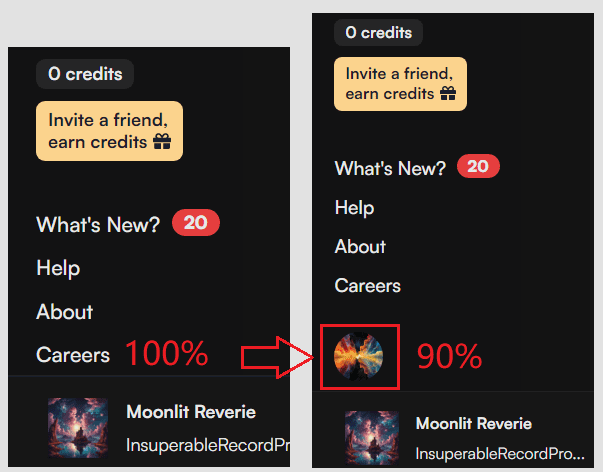 0 credits
Invite a friend,
earn credits
What's New? 20
Help
About
Careers 100%
Moonlit Reverie
InsuperableRecordPr
0 credits
Invite a friend,
earn credits
What's New? 20
Help
About
Careers
90%
Moonlit Reverie
InsuperableRecordPro...